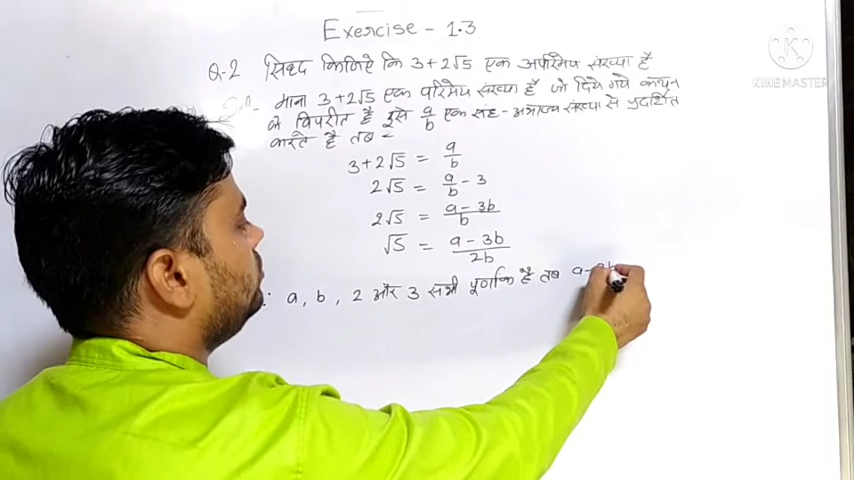 Exercise - 1.3
KINEMASTER
Q.2 सिध्द किजिऐ कि 3+2√5 एक अपरिमेय संख्या है
माना 3+2√5 एक परिमेय संख्या है जो दिये गये कथन
के विपरीत है इसे a/b एक सह-अभाज्य संख्या से प्रदर्शित
करते है तब -
3+2√5 = a/b
2√5 = a/b - 3
2√5 = (a-3b)/b
√5 = (a-3b)/2b
∵ a, b, 2 और 3 सभी पूर्णांक है तब a-3b